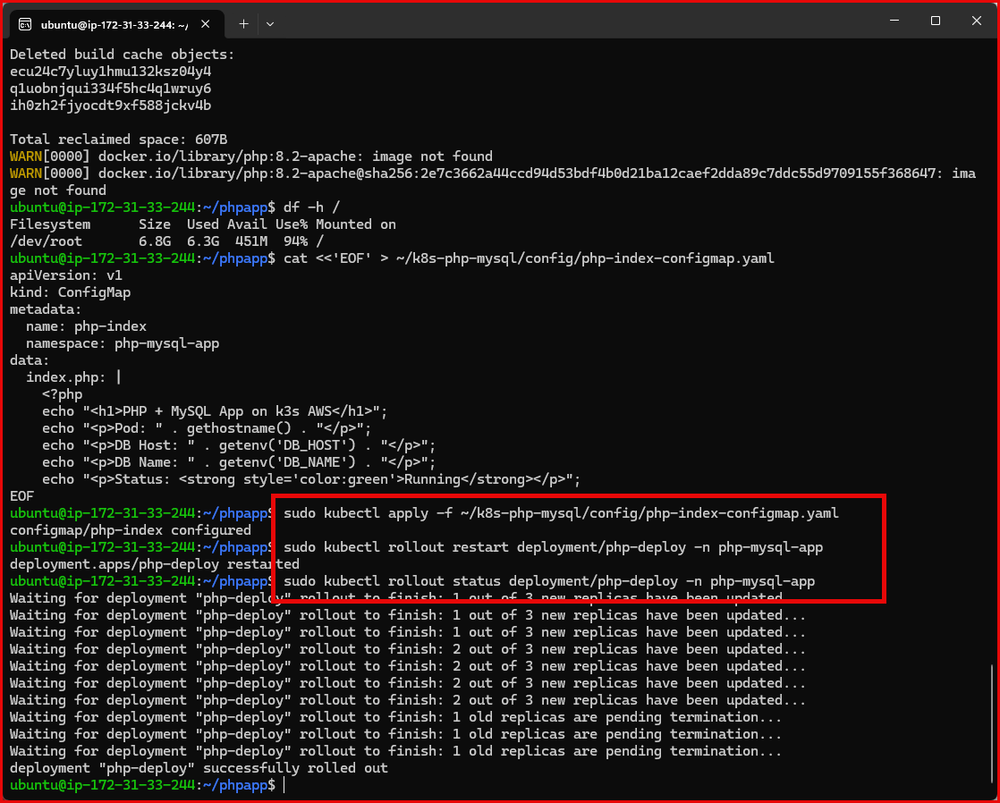 ubuntu@ip-172-31-33-244: ~/
Deleted build cache objects:
ecu24c7yluy1hmu132ksz04y4
q1uobnjqui334f5hc4q1wruy6
ih0zh2fjyocdt9xf588jckv4b
Total reclaimed space: 607B
WARN[0000] docker.io/library/php:8.2-apache: image not found
WARN[0000] docker.io/library/php:8.2-apache@sha256:2e7c3662a44ccd94d53bdf4b0d21ba12caef2dda89c7ddc55d9709155f368647: ima
ge not found
ubuntu@ip-172-31-33-244:~/phpapp$ df -h /
Filesystem      Size  Used Avail Use% Mounted on
/dev/root       6.8G  6.3G  451M  94% /
ubuntu@ip-172-31-33-244:~/phpapp$ cat <<'EOF' > ~/k8s-php-mysql/config/php-index-configmap.yaml
apiVersion: v1
kind: ConfigMap
metadata:
  name: php-index
  namespace: php-mysql-app
data:
  index.php: |
    <?php
    echo "<h1>PHP + MySQL App on k3s AWS</h1>";
    echo "<p>Pod: " . gethostname() . "</p>";
    echo "<p>DB Host: " . getenv('DB_HOST') . "</p>";
    echo "<p>DB Name: " . getenv('DB_NAME') . "</p>";
    echo "<p>Status: <strong style='color:green'>Running</strong></p>";
EOF
ubuntu@ip-172-31-33-244:~/phpapp$ sudo kubectl apply -f ~/k8s-php-mysql/config/php-index-configmap.yaml
configmap/php-index configured
ubuntu@ip-172-31-33-244:~/phpapp$ sudo kubectl rollout restart deployment/php-deploy -n php-mysql-app
deployment.apps/php-deploy restarted
ubuntu@ip-172-31-33-244:~/phpapp$ sudo kubectl rollout status deployment/php-deploy -n php-mysql-app
Waiting for deployment "php-deploy" rollout to finish: 1 out of 3 new replicas have been updated...
Waiting for deployment "php-deploy" rollout to finish: 1 out of 3 new replicas have been updated...
Waiting for deployment "php-deploy" rollout to finish: 1 out of 3 new replicas have been updated...
Waiting for deployment "php-deploy" rollout to finish: 2 out of 3 new replicas have been updated...
Waiting for deployment "php-deploy" rollout to finish: 2 out of 3 new replicas have been updated...
Waiting for deployment "php-deploy" rollout to finish: 2 out of 3 new replicas have been updated...
Waiting for deployment "php-deploy" rollout to finish: 2 out of 3 new replicas have been updated...
Waiting for deployment "php-deploy" rollout to finish: 1 old replicas are pending termination...
Waiting for deployment "php-deploy" rollout to finish: 1 old replicas are pending termination...
Waiting for deployment "php-deploy" rollout to finish: 1 old replicas are pending termination...
deployment "php-deploy" successfully rolled out
ubuntu@ip-172-31-33-244:~/phpapp$